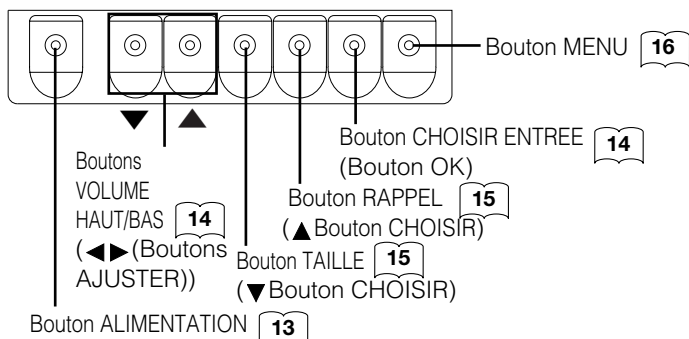 Bouton MENU 16
Bouton CHOISIR ENTREE 14
(Bouton OK)
Boutons
VOLUME
HAUT/BAS 14
(◀▶(Boutons
AJUSTER))
Bouton RAPPEL 15
(▲Bouton CHOISIR)
Bouton TAILLE 15
(▼Bouton CHOISIR)
Bouton ALIMENTATION 13